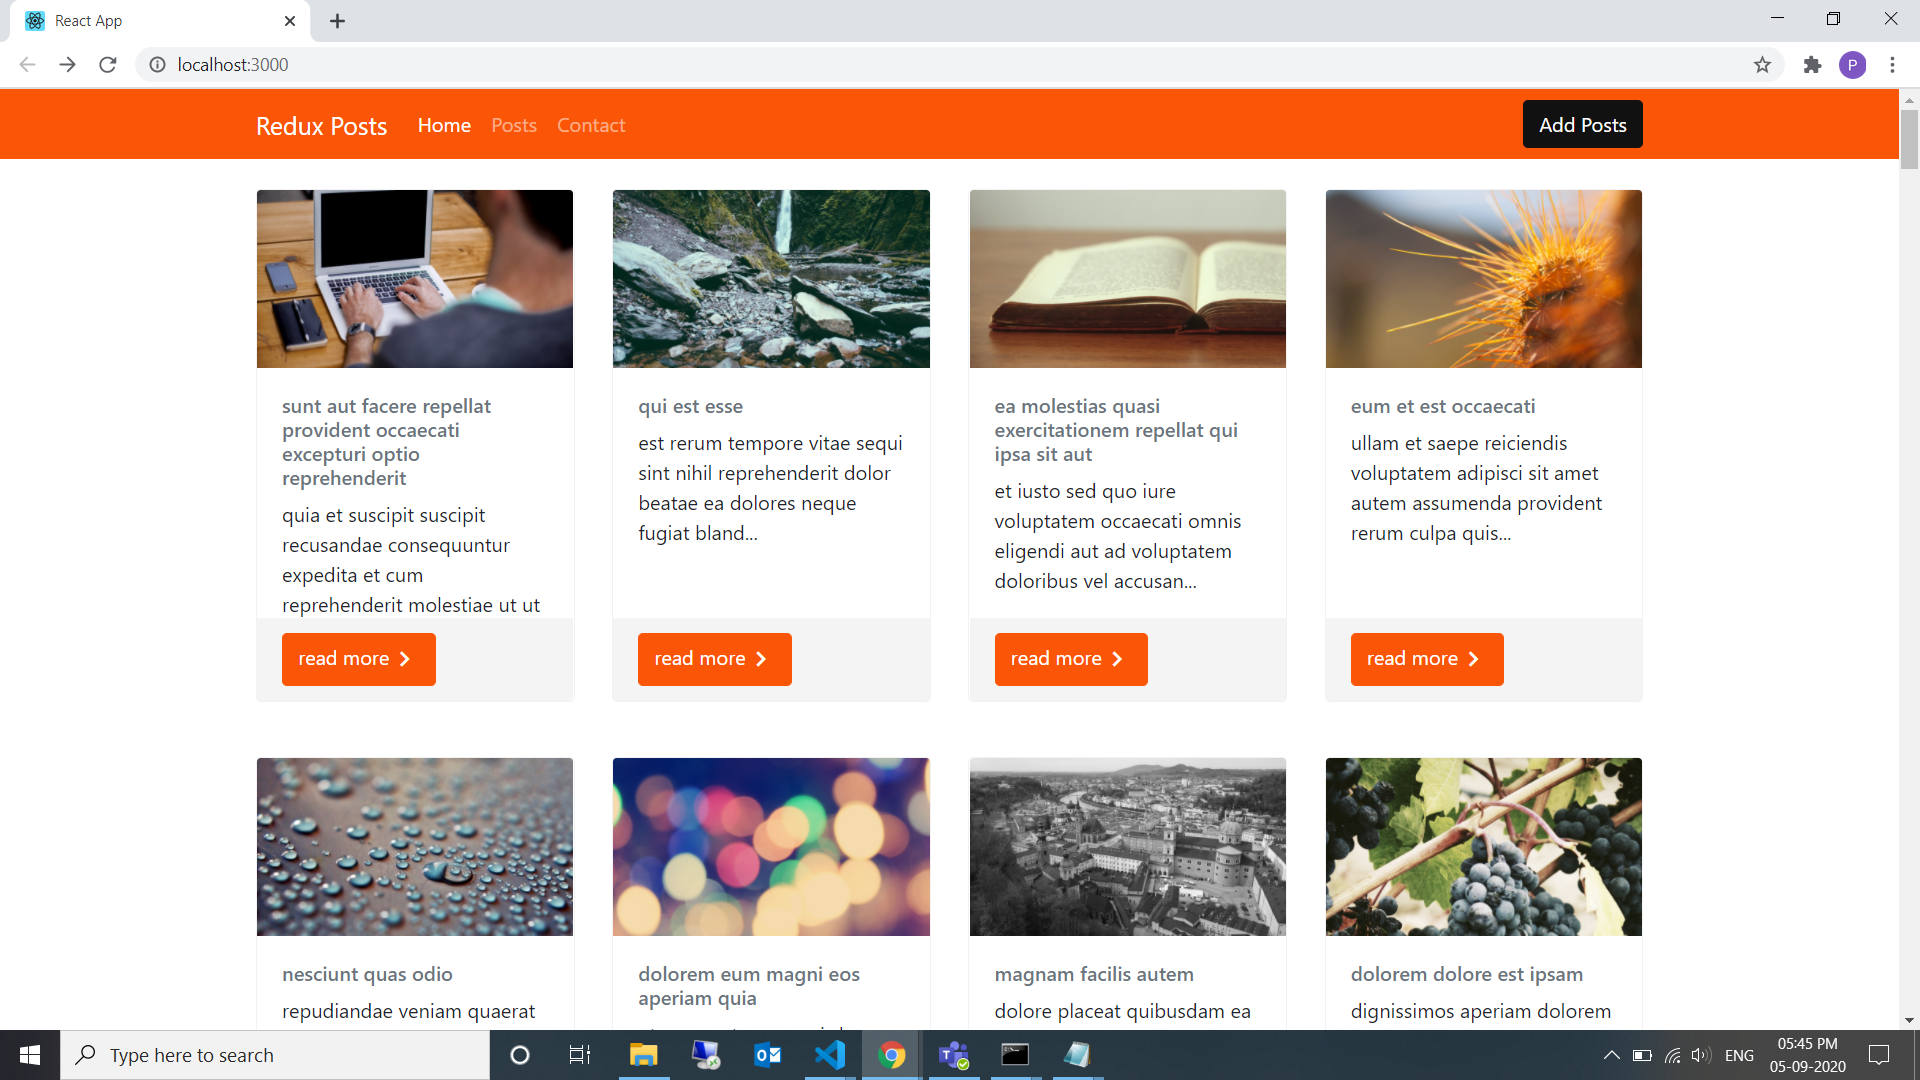 React App
localhost:3000
P
Redux Posts Home Posts Contact Add Posts
sunt aut facere repellat
provident occaecati
excepturi optio
reprehenderit
quia et suscipit suscipit
recusandae consequuntur
expedita et cum
reprehenderit molestiae ut ut
read more
qui est esse
est rerum tempore vitae sequi
sint nihil reprehenderit dolor
beatae ea dolores neque
fugiat bland...
read more
ea molestias quasi
exercitationem repellat qui
ipsa sit aut
et iusto sed quo iure
voluptatem occaecati omnis
eligendi aut ad voluptatem
doloribus vel accusan...
read more
eum et est occaecati
ullam et saepe reiciendis
voluptatem adipisci sit amet
autem assumenda provident
rerum culpa quis...
read more
nesciunt quas odio
repudiandae veniam quaerat
dolorem eum magni eos
aperiam quia
magnam facilis autem
dolore placeat quibusdam ea
dolorem dolore est ipsam
dignissimos aperiam dolorem
Type here to search
ENG
05:45 PM
05-09-2020